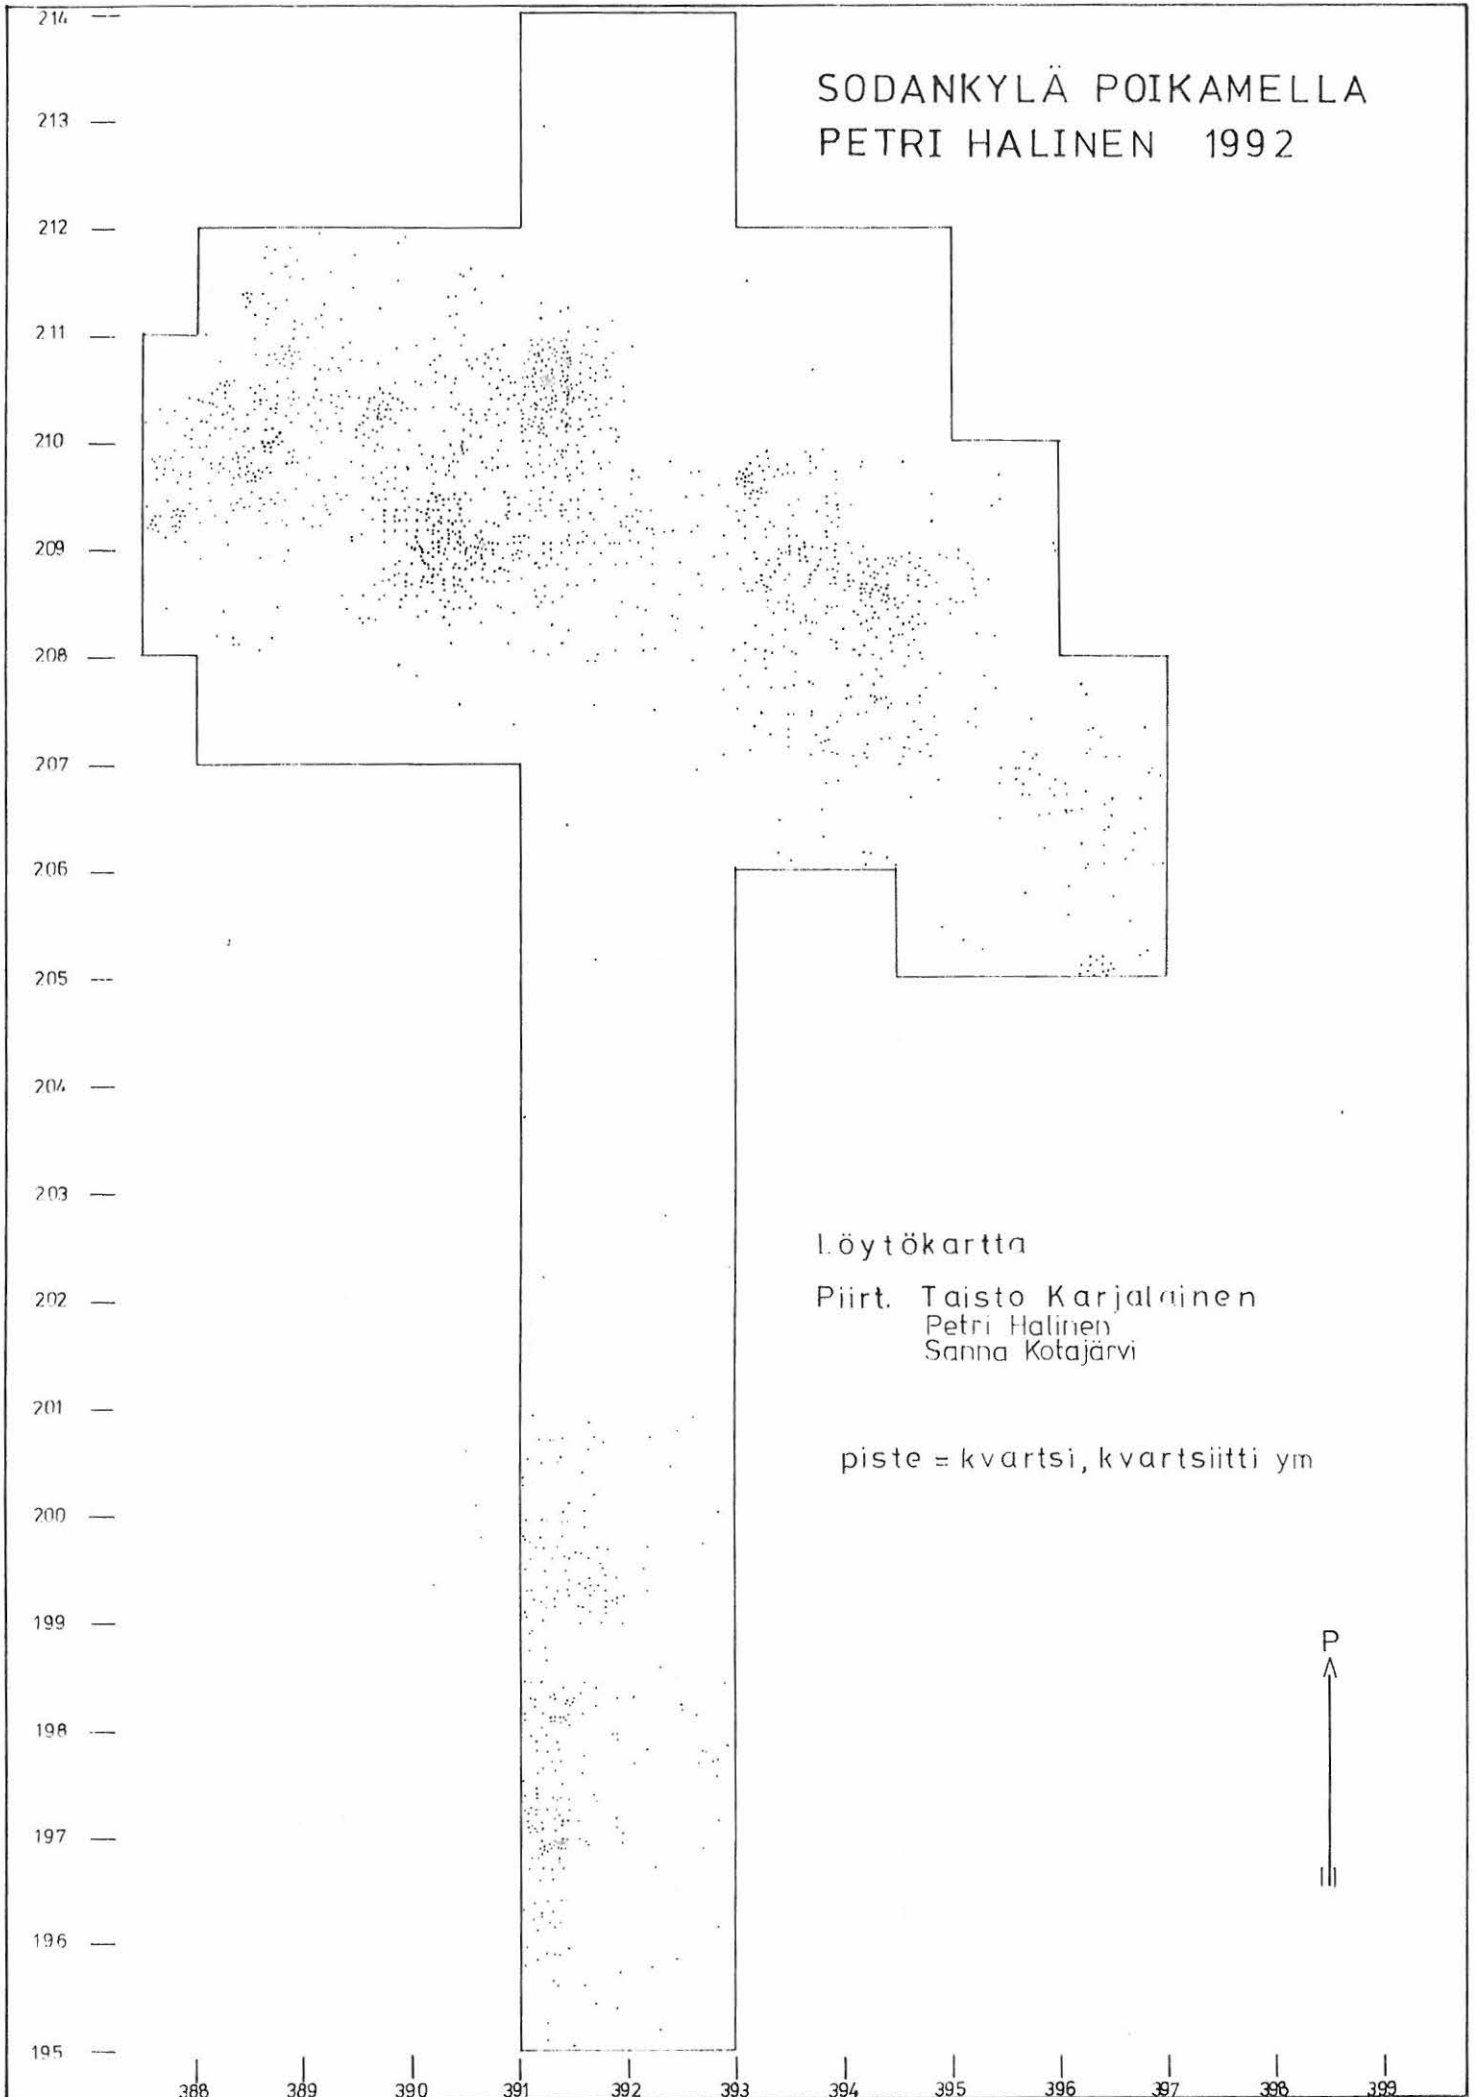 SODANKYLÄ POIKAMELLA
PETRI HALINEN 1992
214
213
212
211
210
209
208
207
206
205
204
203
202
201
200
199
198
197
196
195
Löytökartta
Piirt. Taisto Karjalainen
Petri Halinen
Sanna Kotajärvi
piste = kvartsi, kvartsiitti ym
P
388 389 390 391 392 393 394 395 396 397 398 399